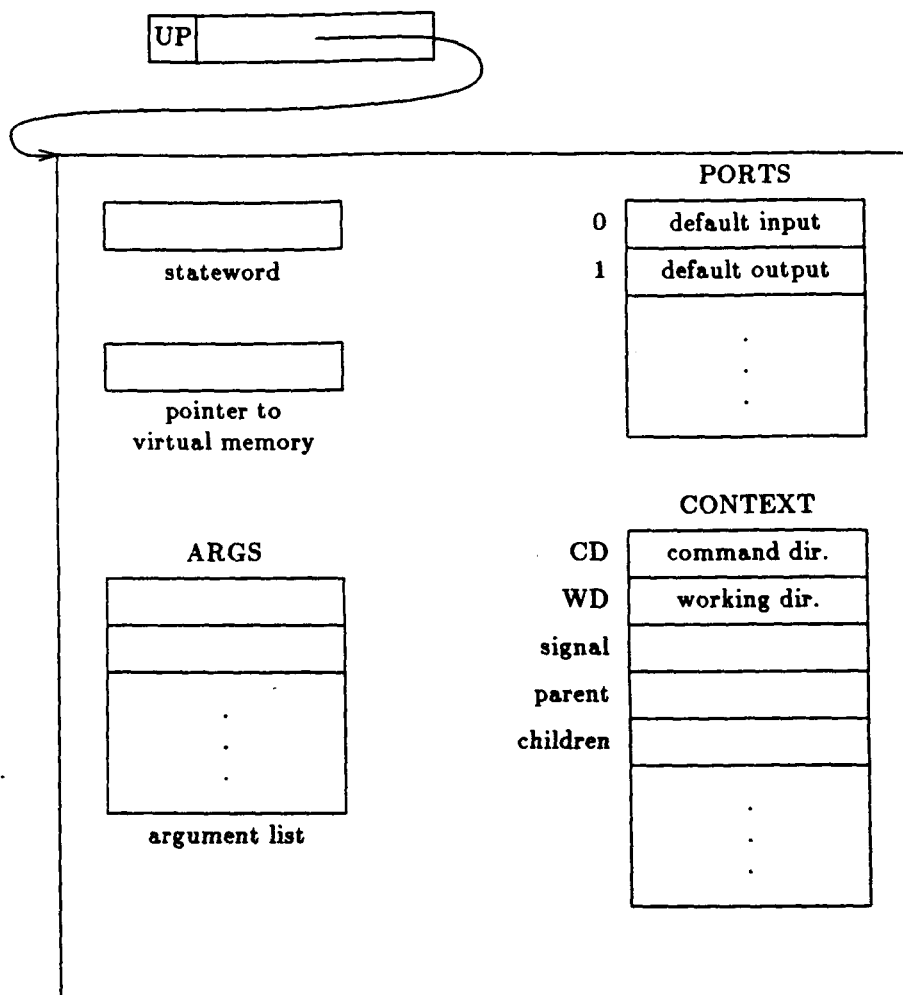 UP
PORTS
0 default input
1 default output
stateword
pointer to
virtual memory
CONTEXT
CD command dir.
WD working dir.
signal
parent
children
ARGS
argument list